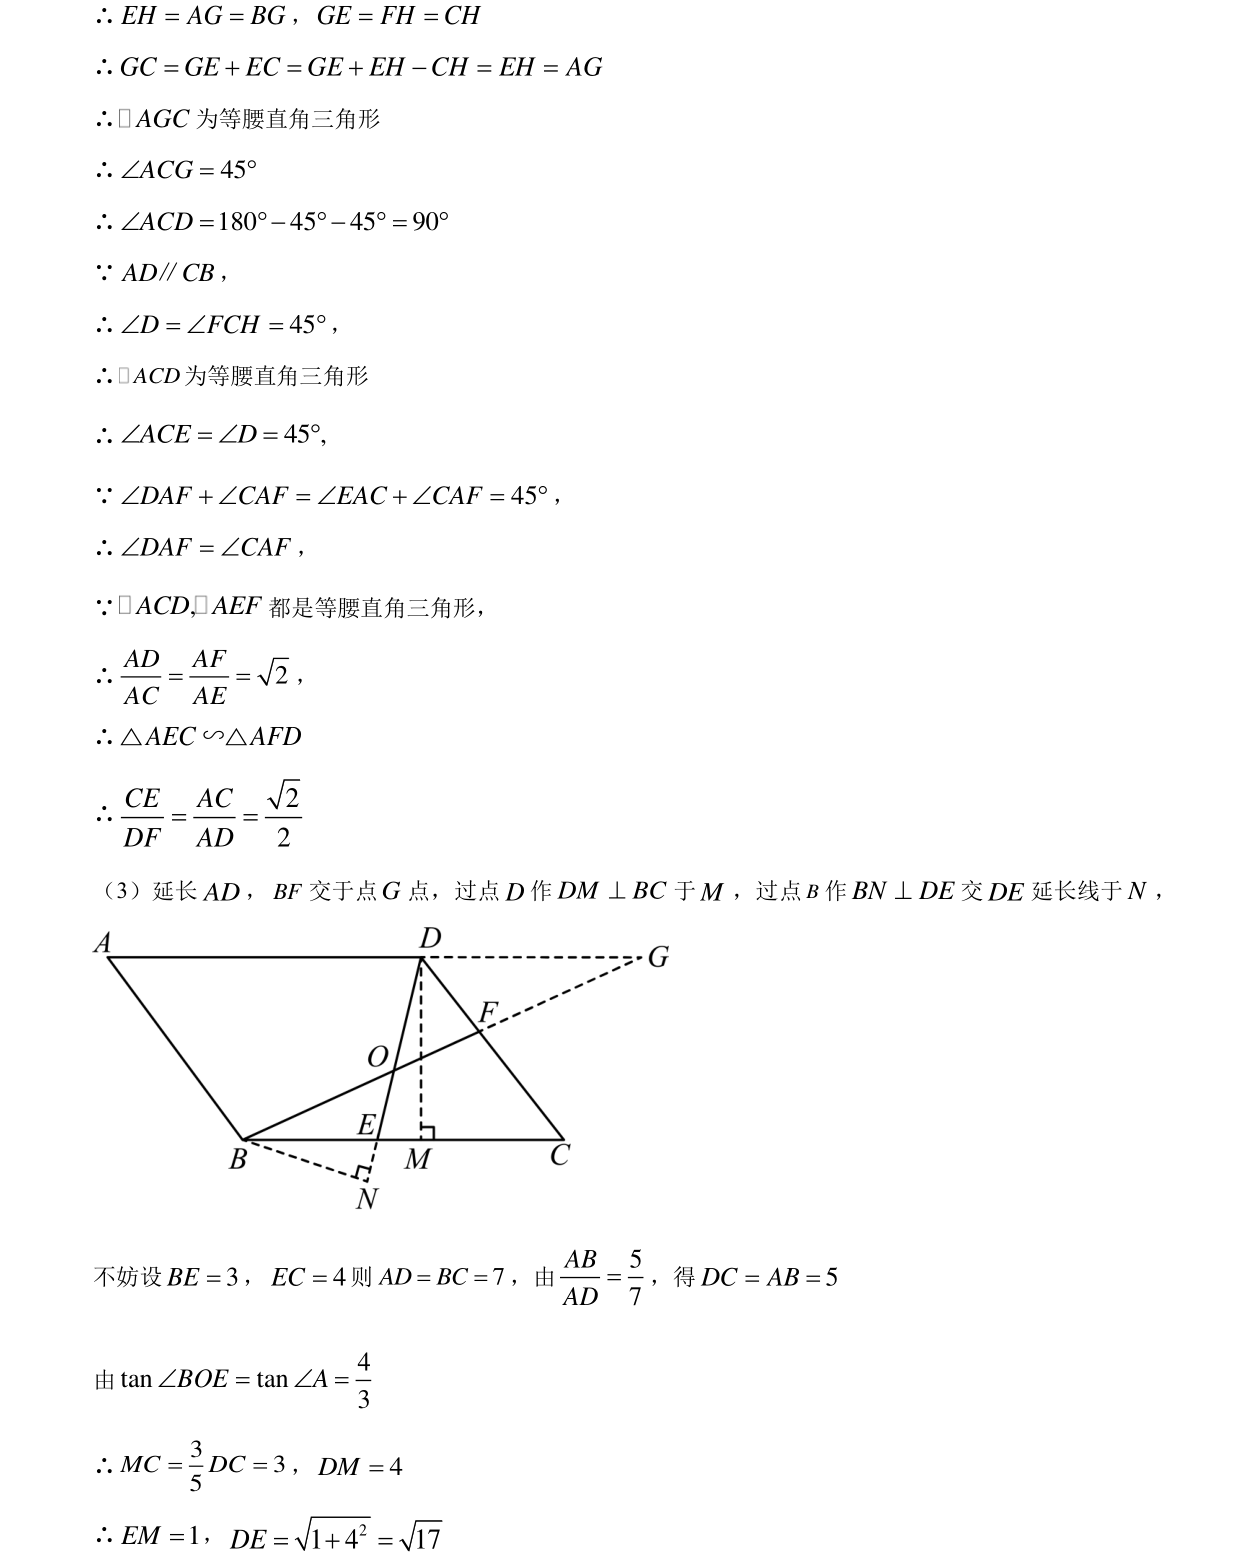 ∴ EH = AG = BG， GE = FH = CH
∴ GC = GE + EC = GE + EH − CH = EH = AG
∴ □ AGC 为等腰直角三角形
∴ ∠ACG = 45°
∴ ∠ACD = 180° − 45° − 45° = 90°
∵ AD // CB，
∴ ∠D = ∠FCH = 45°，
∴ □ ACD 为等腰直角三角形
∴ ∠ACE = ∠D = 45°,
∵ ∠DAF + ∠CAF = ∠EAC + ∠CAF = 45°，
∴ ∠DAF = ∠CAF，
∵ □ ACD,□ AEF 都是等腰直角三角形，
∴ AD/AC = AF/AE = √2，
∴ △AEC ∽△AFD
∴ CE/DF = AC/AD = √2/2
（3）延长 AD， BF 交于点 G 点，过点 D 作 DM ⊥ BC 于 M ，过点 B 作 BN ⊥ DE 交 DE 延长线于 N，
A
D
G
F
O
E
B
M
C
N
不妨设 BE = 3， EC = 4 则 AD = BC = 7，由 AB/AD = 5/7，得 DC = AB = 5
由 tan ∠BOE = tan ∠A = 4/3
∴ MC = 3/5 DC = 3， DM = 4
∴ EM = 1， DE = √(1 + 4²) = √17